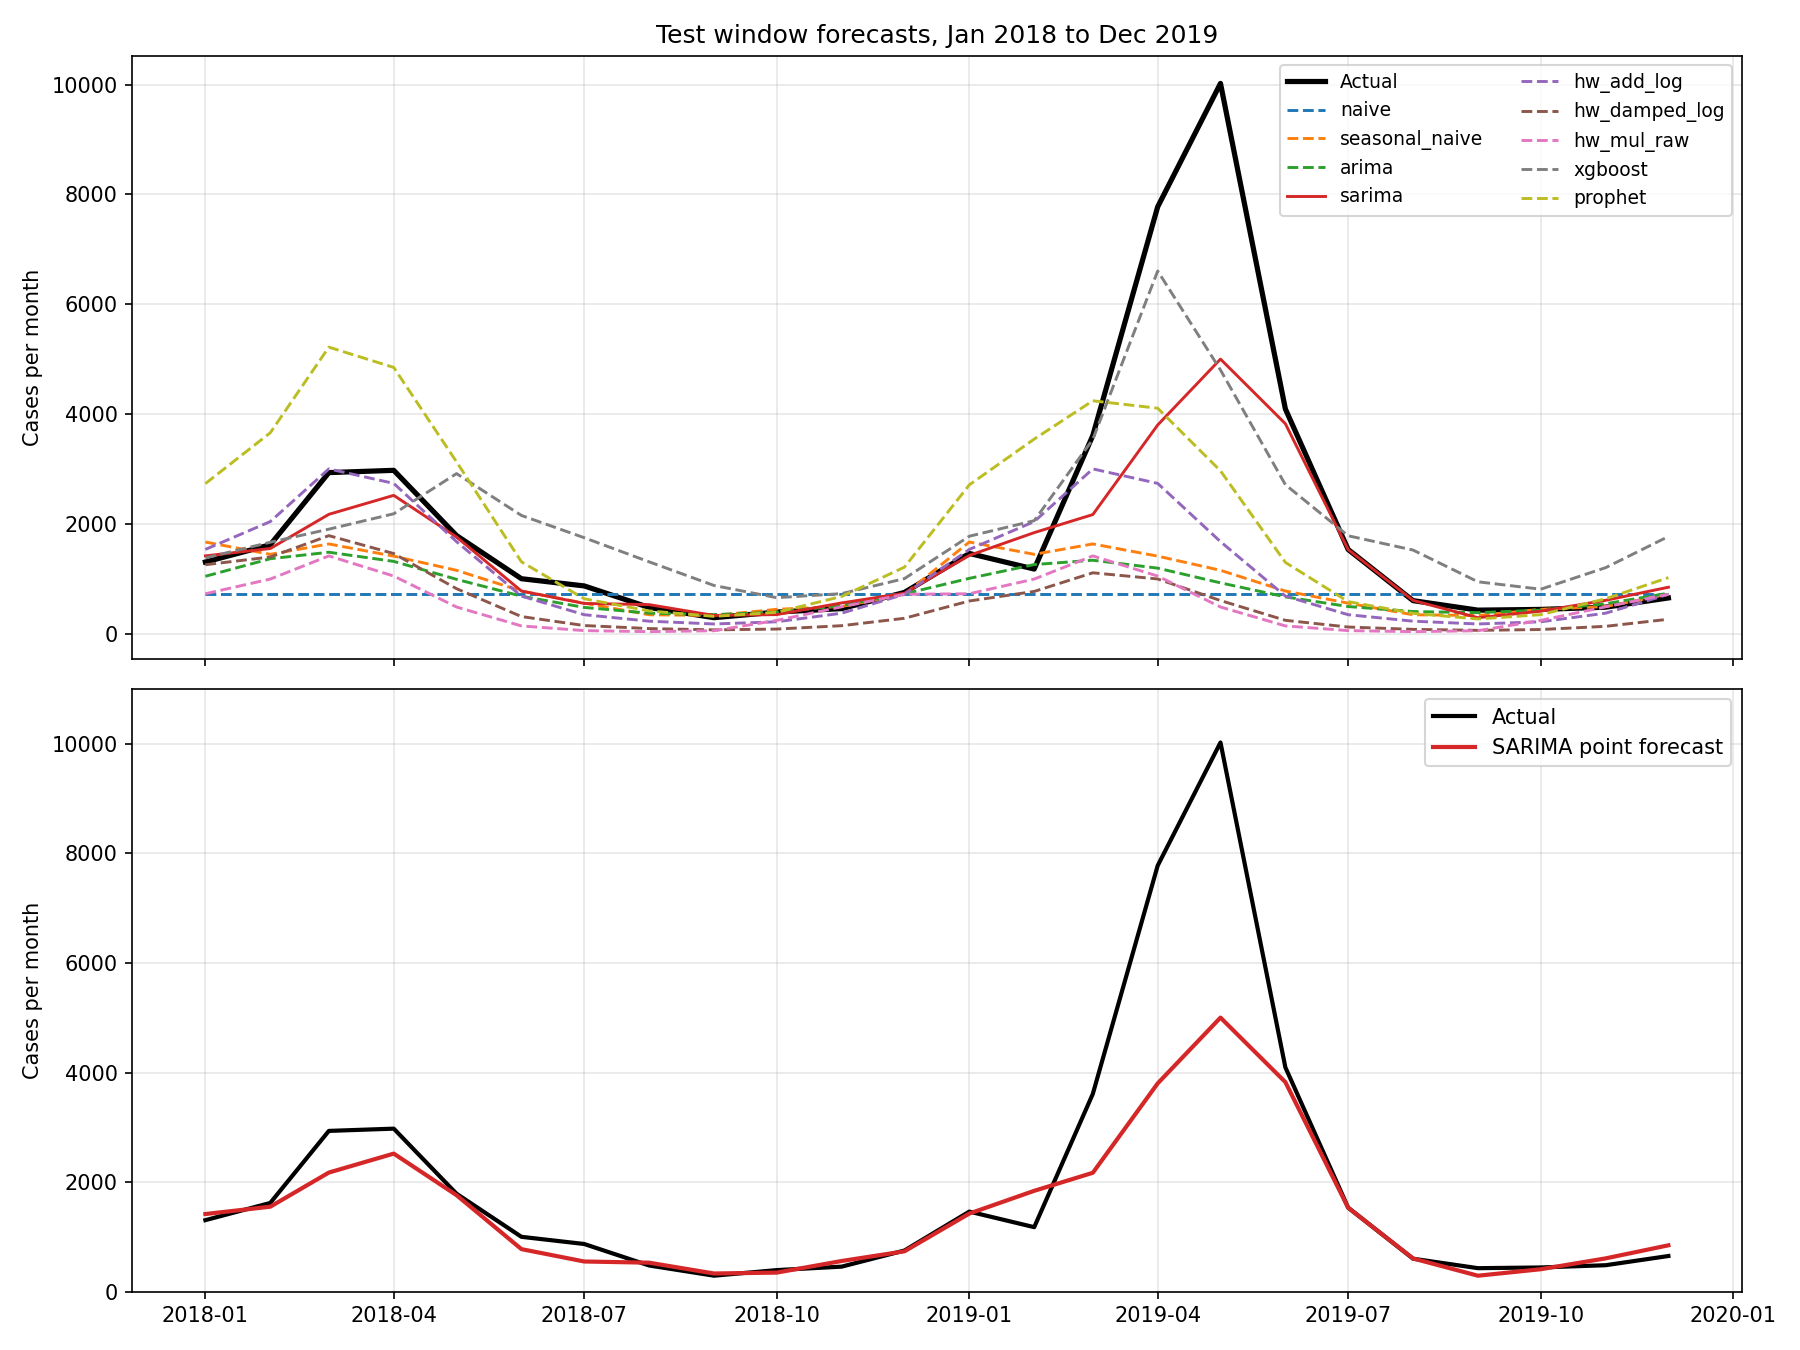 Test window forecasts, Jan 2018 to Dec 2019
Cases per month
10000
8000
6000
4000
2000
0
Actual
naive
seasonal_naive
arima
sarima
hw_add_log
hw_damped_log
hw_mul_raw
xgboost
prophet
Cases per month
10000
8000
6000
4000
2000
0
Actual
SARIMA point forecast
2018-01 2018-04 2018-07 2018-10 2019-01 2019-04 2019-07 2019-10 2020-01